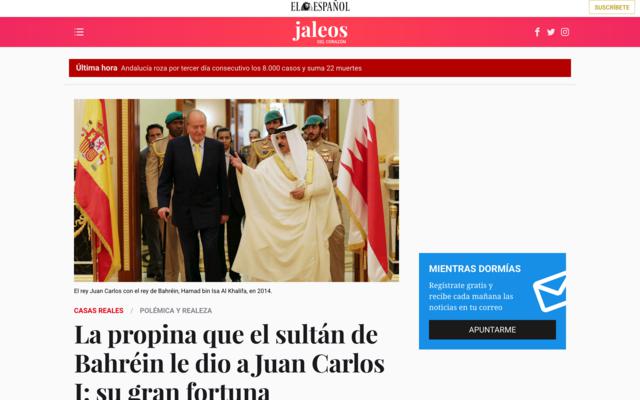 EL ESPAÑOL
SUSCRÍBETE
jaleos
DEL CORAZÓN
Última hora Andalucía roza por tercer día consecutivo los 8.000 casos y suma 22 muertes
El rey Juan Carlos con el rey de Bahréin, Hamad bin Isa Al Khalifa, en 2014.
CASAS REALES / POLÉMICA Y REALEZA
La propina que el sultán de
Bahréin le dio a Juan Carlos
I: su gran fortuna
MIENTRAS DORMÍAS
Regístrate gratis y
recibe cada mañana las
noticias en tu correo
APUNTARME